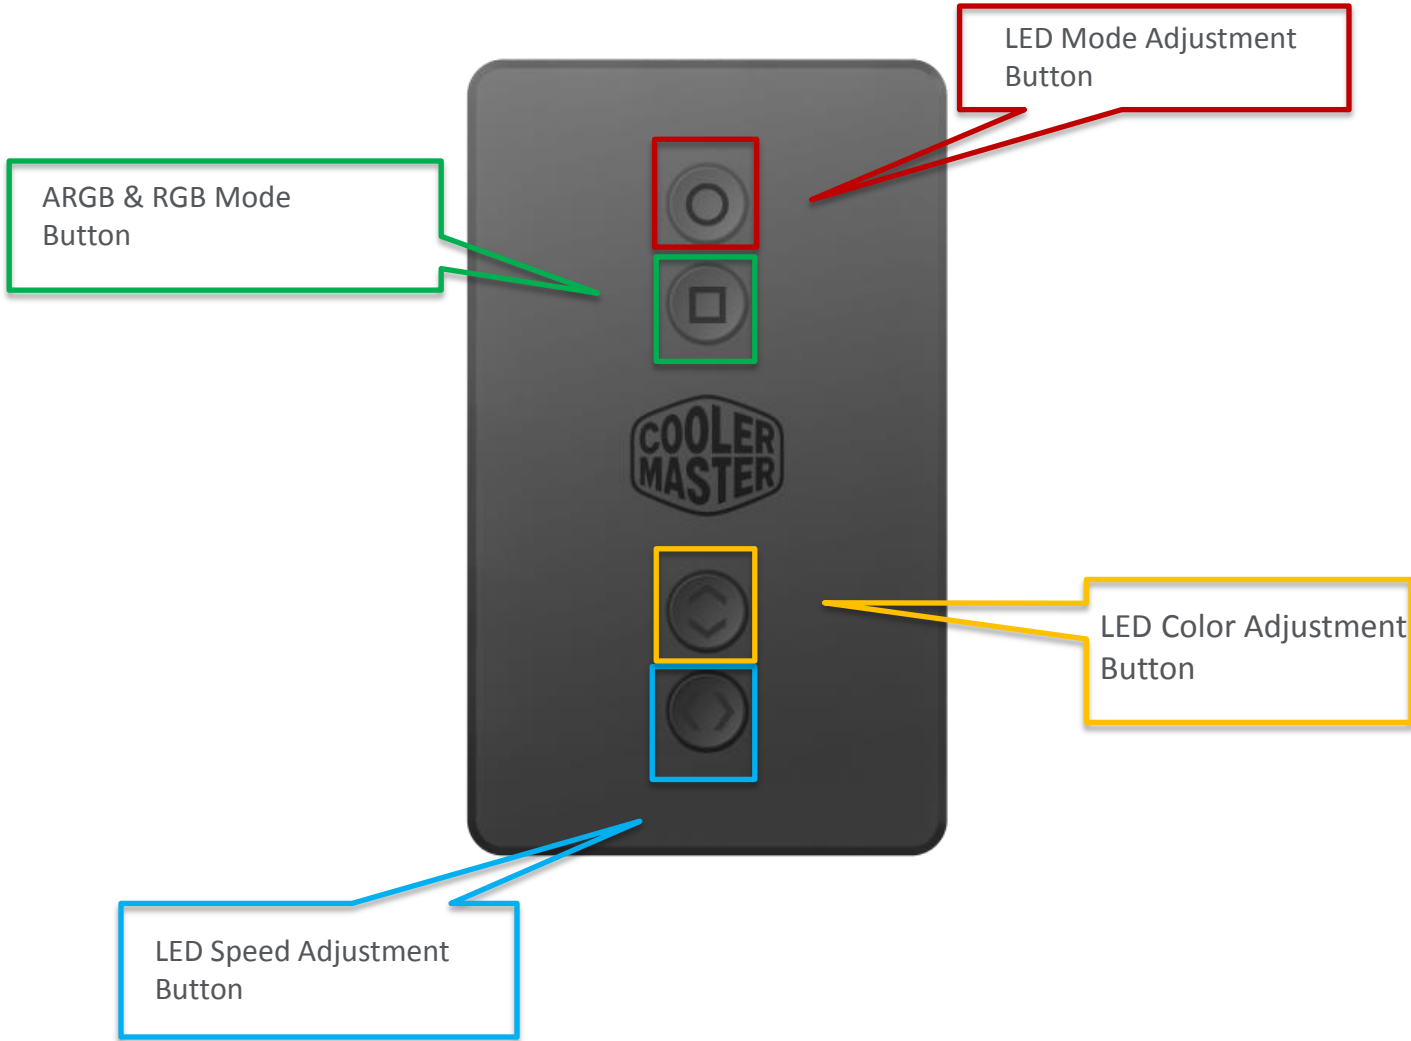 LED Mode Adjustment
Button
ARGB & RGB Mode
Button
COOLER
MASTER
LED Color Adjustment
Button
LED Speed Adjustment
Button